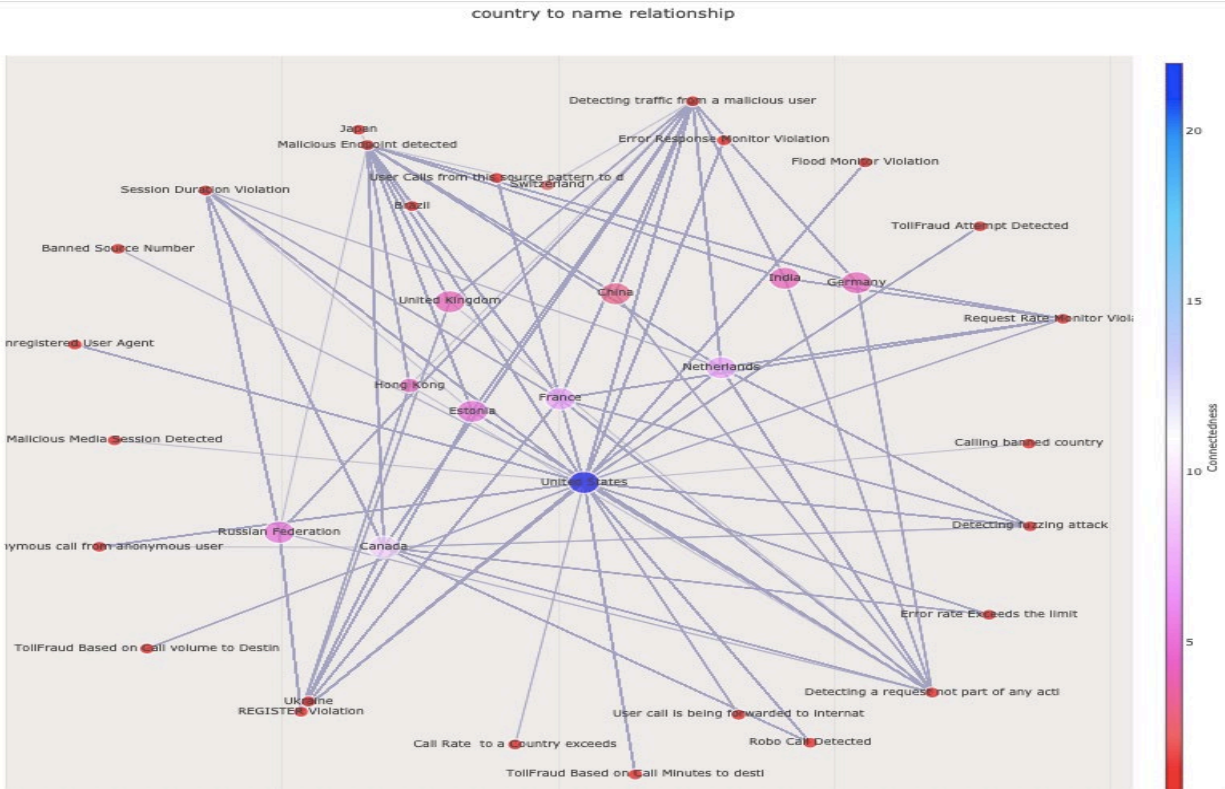 country to name relationship
Detecting traffic from a malicious user
Japan
Error Response Monitor Violation
Malicious Endpoint detected
Flood Monitor Violation
User Calls from this source pattern to d
Switzerland
Session Duration Violation
Brazil
TollFraud Attempt Detected
Banned Source Number
India
Germany
China
United Kingdom
Request Rate Monitor Viola
nregistered User Agent
Netherlands
Hong Kong
France
Estonia
Malicious Media Session Detected
Calling banned country
United States
Detecting fuzzing attack
Russian Federation
nymous call from anonymous user
Canada
Error rate Exceeds the limit
TollFraud Based on Call volume to Destin
Detecting a request not part of any acti
Ukraine
REGISTER Violation
User call is being forwarded to internat
Call Rate to a Country exceeds
Robo Call Detected
TollFraud Based on Call Minutes to desti
20
15
10
5
Connectedness